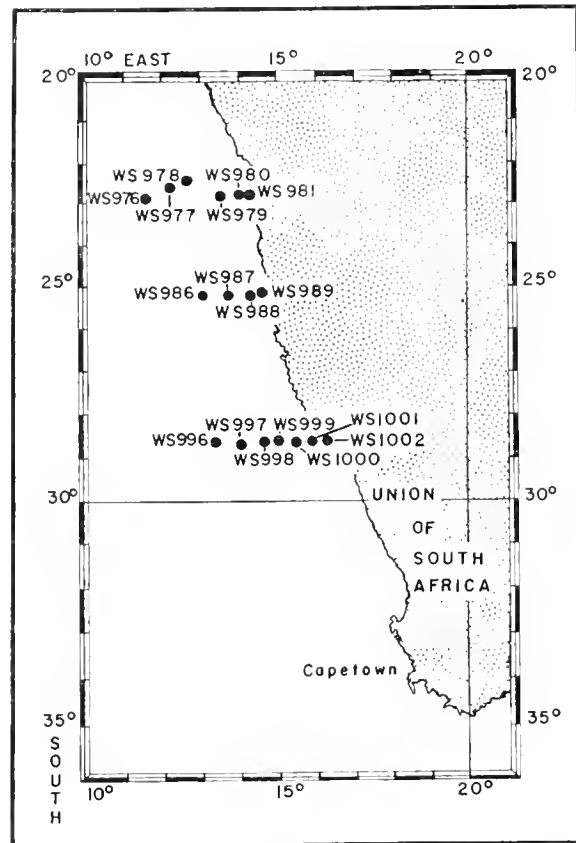 10° EAST 15° 20°
20° 20°
WS978 WS980
WS976 WS981
WS977 WS979
25° 25°
WS987
WS986 WS989
WS988
WS997 WS999 WS1001
WS996 WS1002
WS998 WS1000
30° 30°
UNION
OF
SOUTH
AFRICA
Capetown
35° 35°
SOUTH
10° 15° 20°